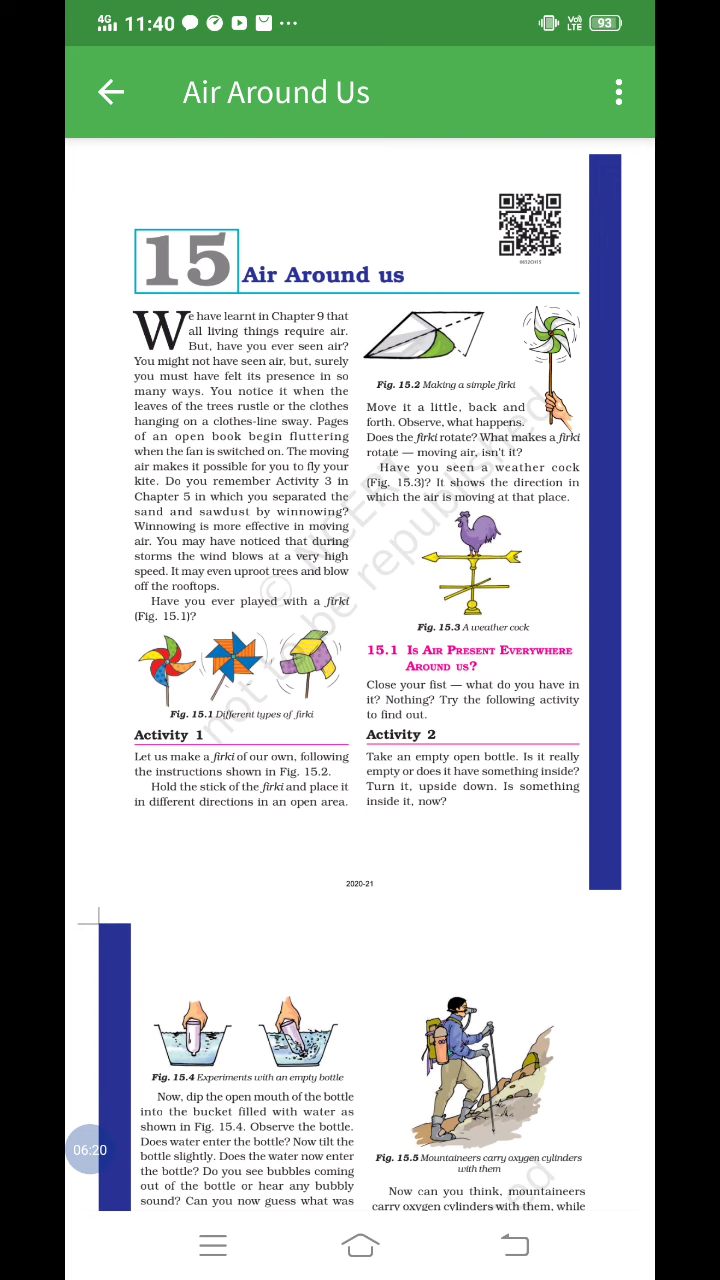 4G 11:40 ... Vo) LTE 93
Air Around Us
0652CH15
15 Air Around us
We have learnt in Chapter 9 that
all living things require air.
But, have you ever seen air?
You might not have seen air, but, surely
you must have felt its presence in so
many ways. You notice it when the
leaves of the trees rustle or the clothes
hanging on a clothes-line sway. Pages
of an open book begin fluttering
when the fan is switched on. The moving
air makes it possible for you to fly your
kite. Do you remember Activity 3 in
Chapter 5 in which you separated the
sand and sawdust by winnowing?
Winnowing is more effective in moving
air. You may have noticed that during
storms the wind blows at a very high
speed. It may even uproot trees and blow
off the rooftops.
Have you ever played with a firki
(Fig. 15.1)?
Fig. 15.1 Different types of firki
Activity 1
Let us make a firki of our own, following
the instructions shown in Fig. 15.2.
Hold the stick of the firki and place it
in different directions in an open area.
Fig. 15.2 Making a simple firki
Move it a little, back and
forth. Observe, what happens.
Does the firki rotate? What makes a firki
rotate — moving air, isn't it?
Have you seen a weather cock
(Fig. 15.3)? It shows the direction in
which the air is moving at that place.
Fig. 15.3 A weather cock
15.1 IS AIR PRESENT EVERYWHERE
AROUND US?
Close your fist — what do you have in
it? Nothing? Try the following activity
to find out.
Activity 2
Take an empty open bottle. Is it really
empty or does it have something inside?
Turn it, upside down. Is something
inside it, now?
© NCERT
not to be republished
2020-21
Fig. 15.4 Experiments with an empty bottle
Now, dip the open mouth of the bottle
into the bucket filled with water as
shown in Fig. 15.4. Observe the bottle.
Does water enter the bottle? Now tilt the
bottle slightly. Does the water now enter
the bottle? Do you see bubbles coming
out of the bottle or hear any bubbly
sound? Can you now guess what was
Fig. 15.5 Mountaineers carry oxygen cylinders
with them
Now can you think, mountaineers
carry oxygen cylinders with them, while
ed
06:20